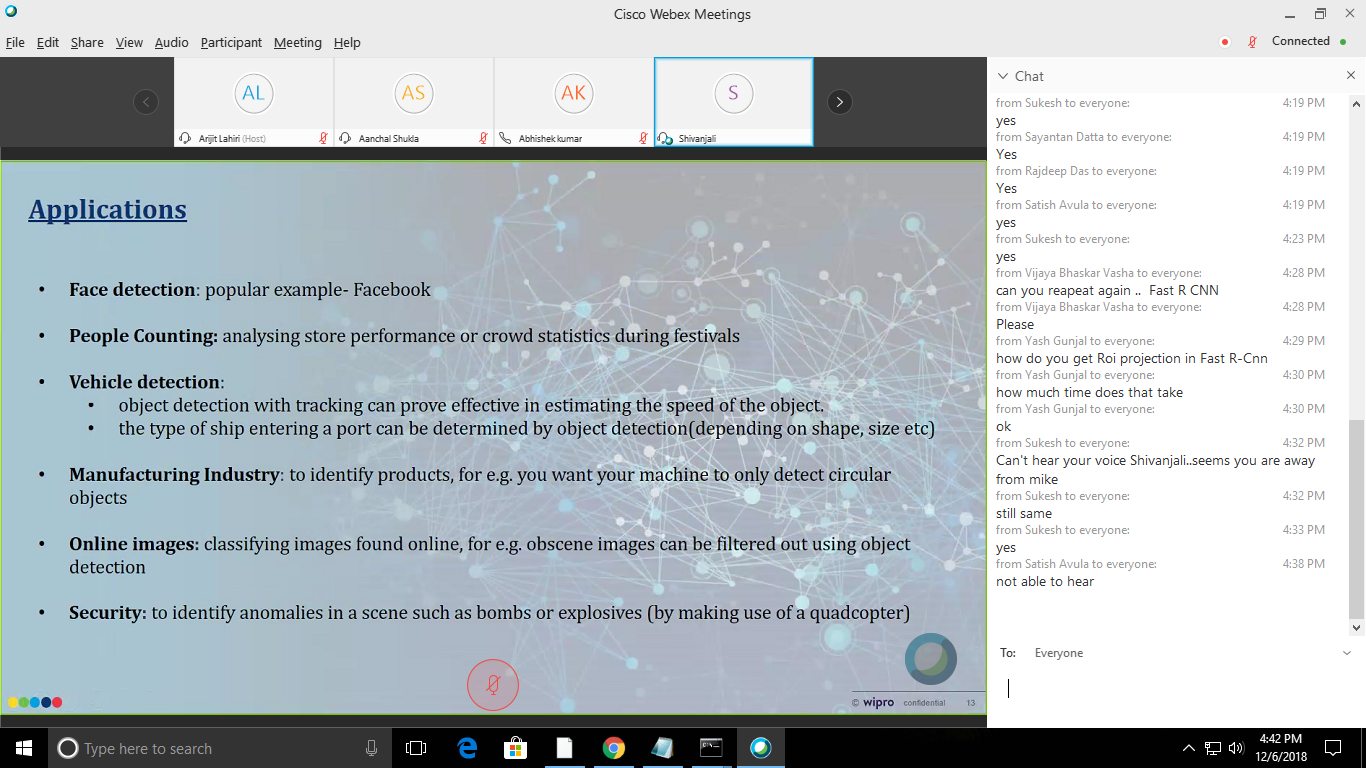 Cisco Webex Meetings
File Edit Share View Audio Participant Meeting Help
Connected
AL
AS
AK
S
Arijit Lahiri (Host)
Aanchal Shukla
Abhishek kumar
Shivanjali
Applications
• Face detection: popular example- Facebook
• People Counting: analysing store performance or crowd statistics during festivals
• Vehicle detection:
• object detection with tracking can prove effective in estimating the speed of the object.
• the type of ship entering a port can be determined by object detection(depending on shape, size etc)
• Manufacturing Industry: to identify products, for e.g. you want your machine to only detect circular
objects
• Online images: classifying images found online, for e.g. obscene images can be filtered out using object
detection
• Security: to identify anomalies in a scene such as bombs or explosives (by making use of a quadcopter)
© wipro confidential 13
Chat
from Sukesh to everyone: 4:19 PM
yes
from Sayantan Datta to everyone: 4:19 PM
Yes
from Rajdeep Das to everyone: 4:19 PM
Yes
from Satish Avula to everyone: 4:19 PM
yes
from Sukesh to everyone: 4:23 PM
yes
from Vijaya Bhaskar Vasha to everyone: 4:28 PM
can you reapeat again .. Fast R CNN
from Vijaya Bhaskar Vasha to everyone: 4:28 PM
Please
from Yash Gunjal to everyone: 4:29 PM
how do you get Roi projection in Fast R-Cnn
from Yash Gunjal to everyone: 4:30 PM
how much time does that take
from Yash Gunjal to everyone: 4:30 PM
ok
from Sukesh to everyone: 4:32 PM
Can't hear your voice Shivanjali..seems you are away
from mike
from Sukesh to everyone: 4:32 PM
still same
from Sukesh to everyone: 4:33 PM
yes
from Satish Avula to everyone: 4:38 PM
not able to hear
To: Everyone
Type here to search
4:42 PM
12/6/2018